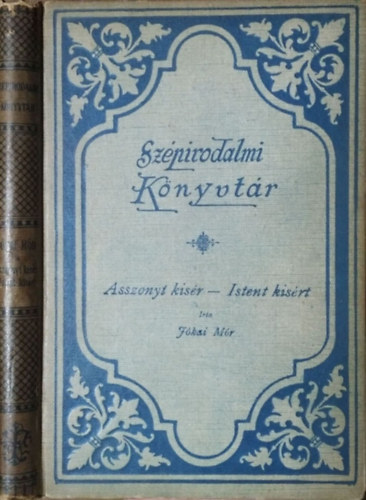 Szépirodalmi
Könyvtár
Asszonyt kisér — Istent kisért
Irta
Jókai Mór